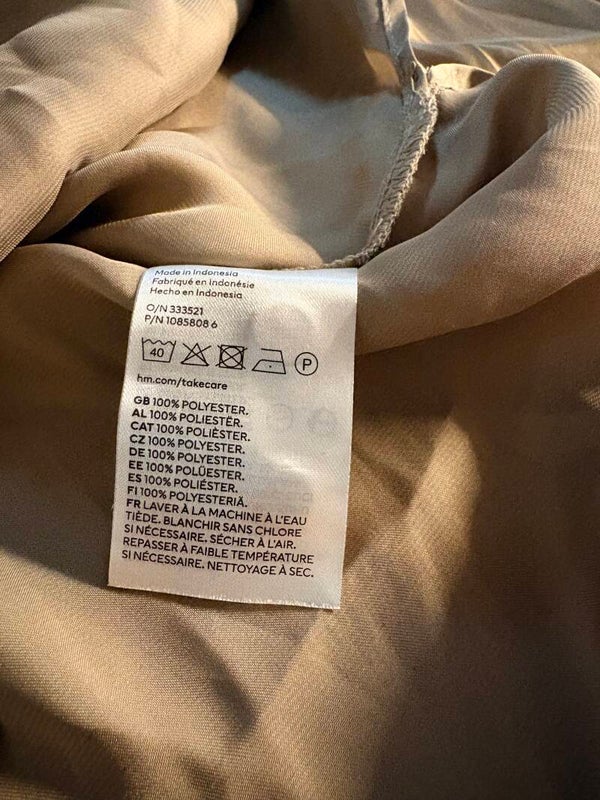 Made in Indonesia
Fabriqué en Indonésie
Hecho en Indonesia
O/N 333521
P/N 1085808 6
40 P
hm.com/takecare
GB 100% POLYESTER.
AL 100% POLIESTËR.
CAT 100% POLIÈSTER.
CZ 100% POLYESTER.
DE 100% POLYESTER.
EE 100% POLÜESTER.
ES 100% POLIÉSTER.
FI 100% POLYESTERIÄ.
FR LAVER À LA MACHINE À L'EAU
TIÈDE. BLANCHIR SANS CHLORE
SI NÉCESSAIRE. SÉCHER À L'AIR.
REPASSER À FAIBLE TEMPÉRATURE
SI NÉCESSAIRE. NETTOYAGE À SEC.